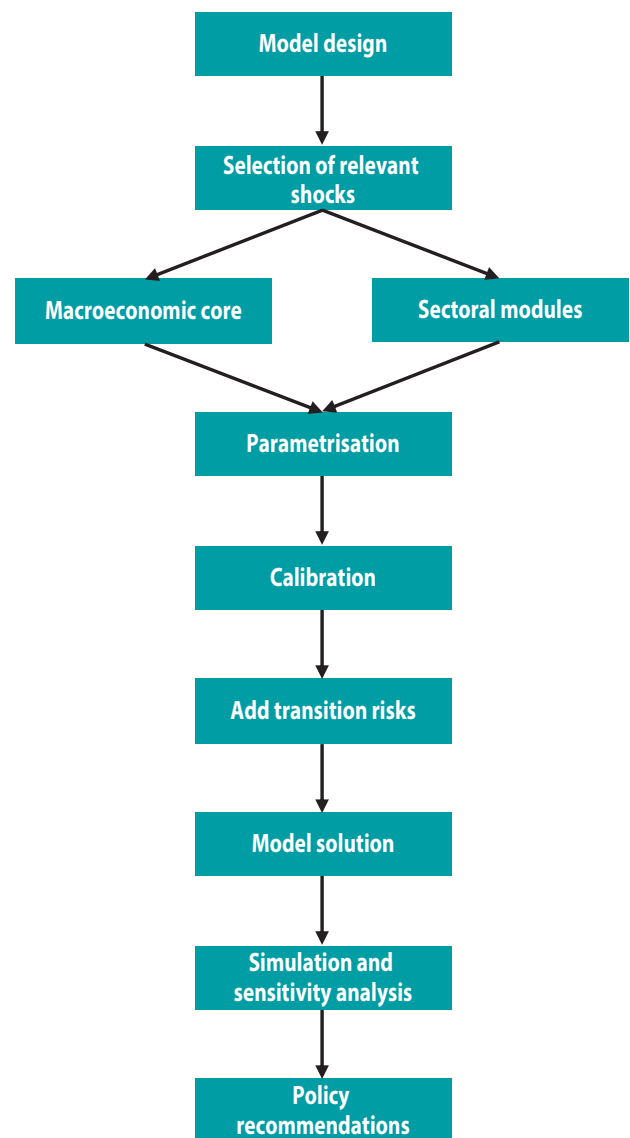 Model design
Selection of relevant
shocks
Macroeconomic core
Sectoral modules
Parametrisation
Calibration
Add transition risks
Model solution
Simulation and
sensitivity analysis
Policy
recommendations